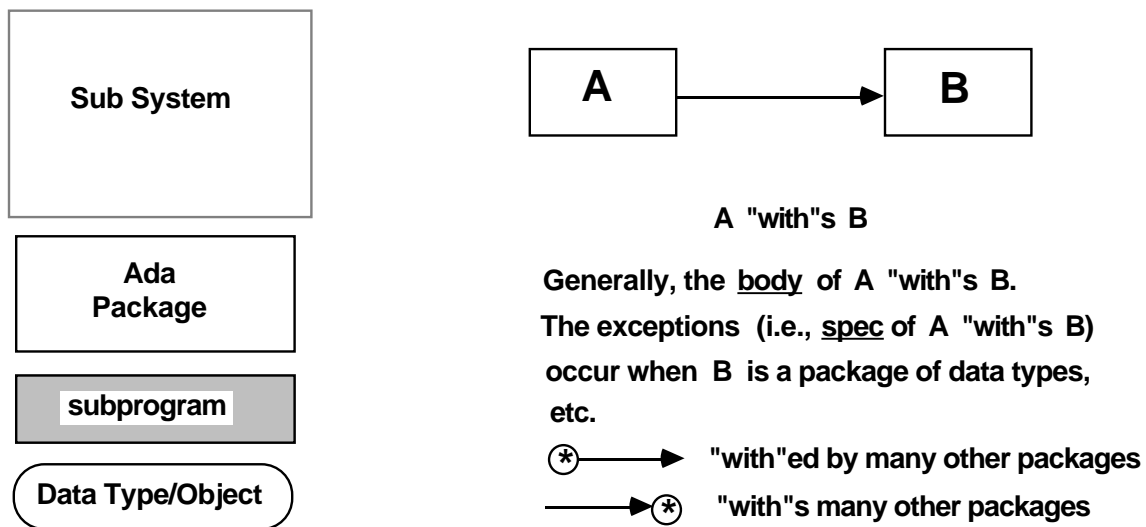 Sub System
Ada
Package
subprogram
Data Type/Object
A
B
A "with"s B
Generally, the body of A "with"s B.
The exceptions (i.e., spec of A "with"s B)
occur when B is a package of data types,
etc.
* "with"ed by many other packages
* "with"s many other packages